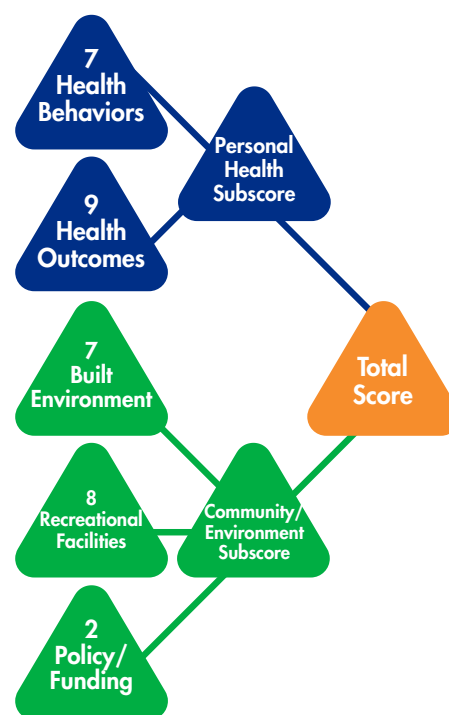 7
Health
Behaviors
Personal
Health
Subscore
9
Health
Outcomes
Total
Score
7
Built
Environment
8
Recreational
Facilities
Community/
Environment
Subscore
2
Policy/
Funding